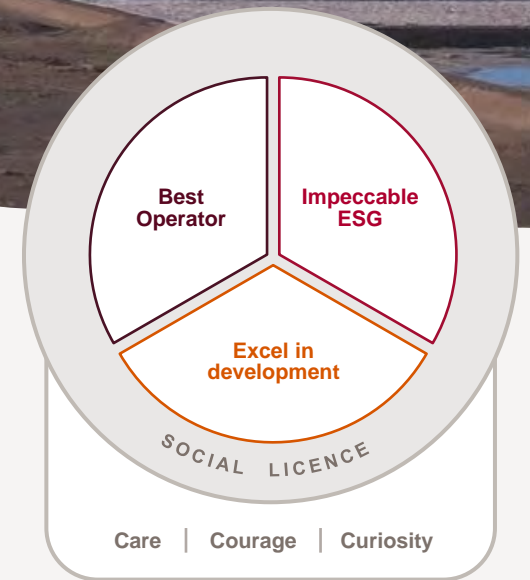 Best
Operator
Impeccable
ESG
Excel in
development
SOCIAL LICENCE
Care | Courage | Curiosity